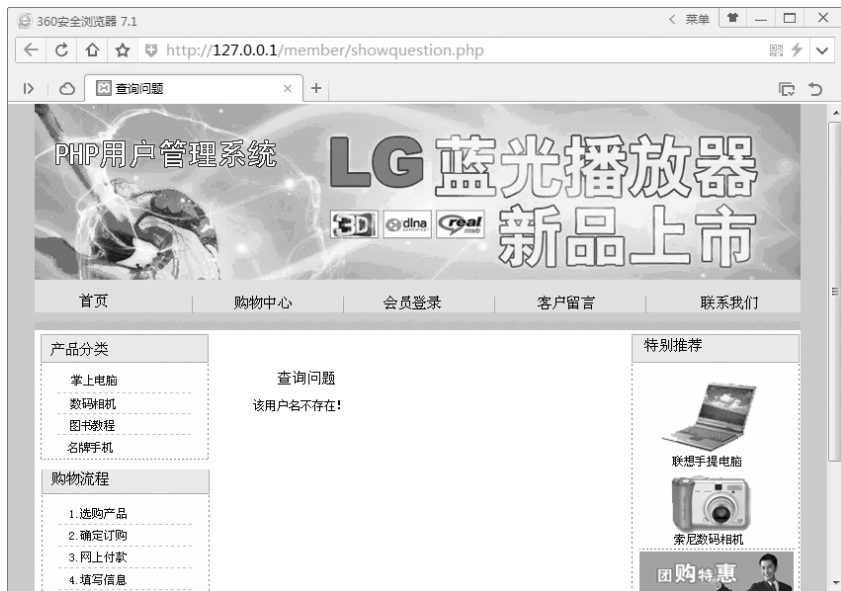 360安全浏览器 7.1
菜单
http://127.0.0.1/member/showquestion.php
查询问题
PHP用户管理系统
LG 蓝光播放器
3D dlna real
新品上市
首页 购物中心 会员登录 客户留言 联系我们
产品分类
掌上电脑
数码相机
图书教程
名牌手机
购物流程
1.选购产品
2.确定订购
3.网上付款
4.填写信息
查询问题
该用户名不存在!
特别推荐
联想手提电脑
索尼数码相机
团购特惠